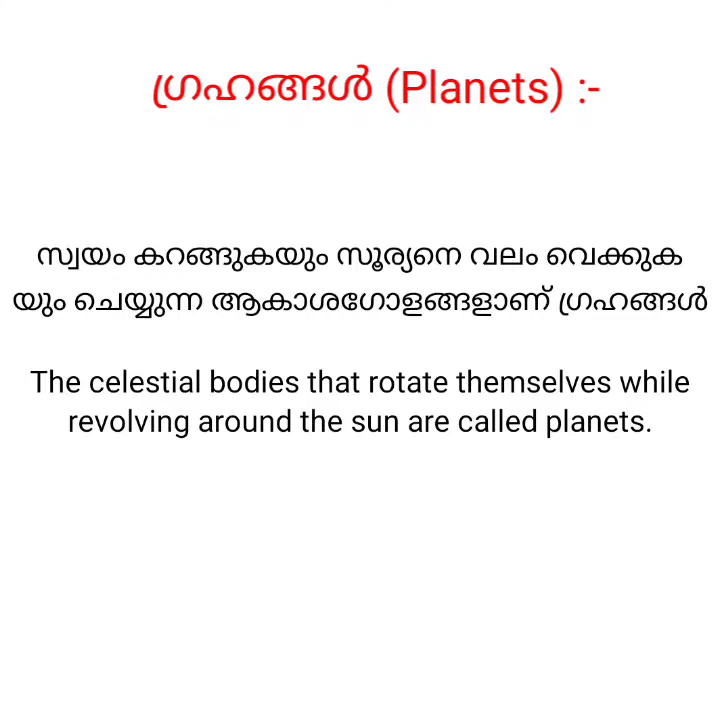 ഗ്രഹങ്ങൾ (Planets) :-
സ്വയം കറങ്ങുകയും സൂര്യനെ വലം വെക്കുക
യും ചെയ്യുന്ന ആകാശഗോളങ്ങളാണ് ഗ്രഹങ്ങൾ
The celestial bodies that rotate themselves while
revolving around the sun are called planets.